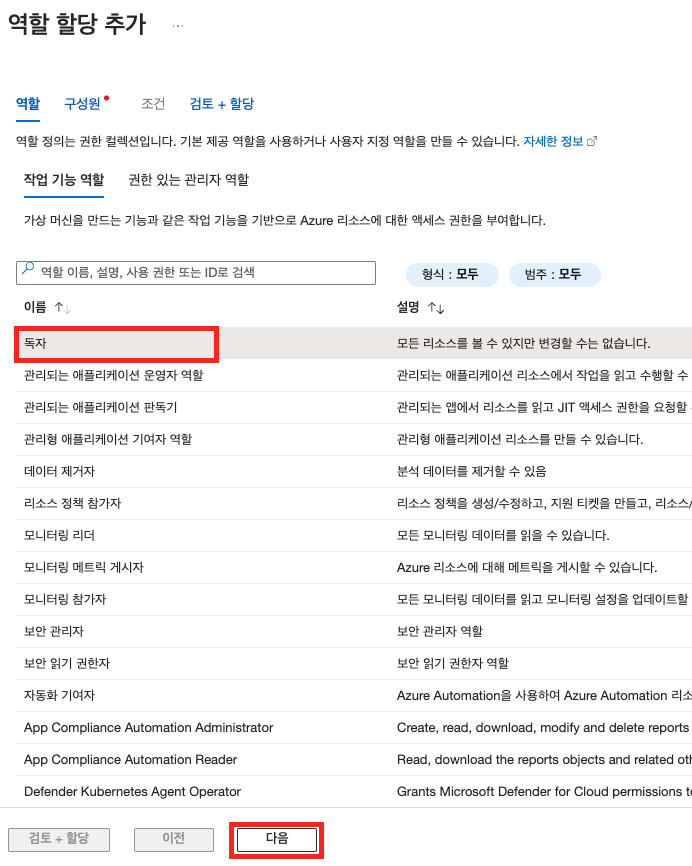 역할 할당 추가 ...
역할 구성원 조건 검토 + 할당
역할 정의는 권한 컬렉션입니다. 기본 제공 역할을 사용하거나 사용자 지정 역할을 만들 수 있습니다. 자세한 정보
작업 기능 역할 권한 있는 관리자 역할
가상 머신을 만드는 기능과 같은 작업 기능을 기반으로 Azure 리소스에 대한 액세스 권한을 부여합니다.
역할 이름, 설명, 사용 권한 또는 ID로 검색 형식 : 모두 범주 : 모두
이름 ↑↓ 설명 ↑↓
독자 모든 리소스를 볼 수 있지만 변경할 수는 없습니다.
관리되는 애플리케이션 운영자 역할 관리되는 애플리케이션 리소스에서 작업을 읽고 수행할 수
관리되는 애플리케이션 판독기 관리되는 앱에서 리소스를 읽고 JIT 액세스 권한을 요청할
관리형 애플리케이션 기여자 역할 관리형 애플리케이션 리소스를 만들 수 있습니다.
데이터 제거자 분석 데이터를 제거할 수 있음
리소스 정책 참가자 리소스 정책을 생성/수정하고, 지원 티켓을 만들고, 리소스/
모니터링 리더 모든 모니터링 데이터를 읽을 수 있습니다.
모니터링 메트릭 게시자 Azure 리소스에 대해 메트릭을 게시할 수 있습니다.
모니터링 참가자 모든 모니터링 데이터를 읽고 모니터링 설정을 업데이트할
보안 관리자 보안 관리자 역할
보안 읽기 권한자 보안 읽기 권한자 역할
자동화 기여자 Azure Automation을 사용하여 Azure Automation 리소
App Compliance Automation Administrator Create, read, download, modify and delete reports
App Compliance Automation Reader Read, download the reports objects and related
Defender Kubernetes Agent Operator Grants Microsoft Defender for Cloud permissions
검토 + 할당 이전 다음